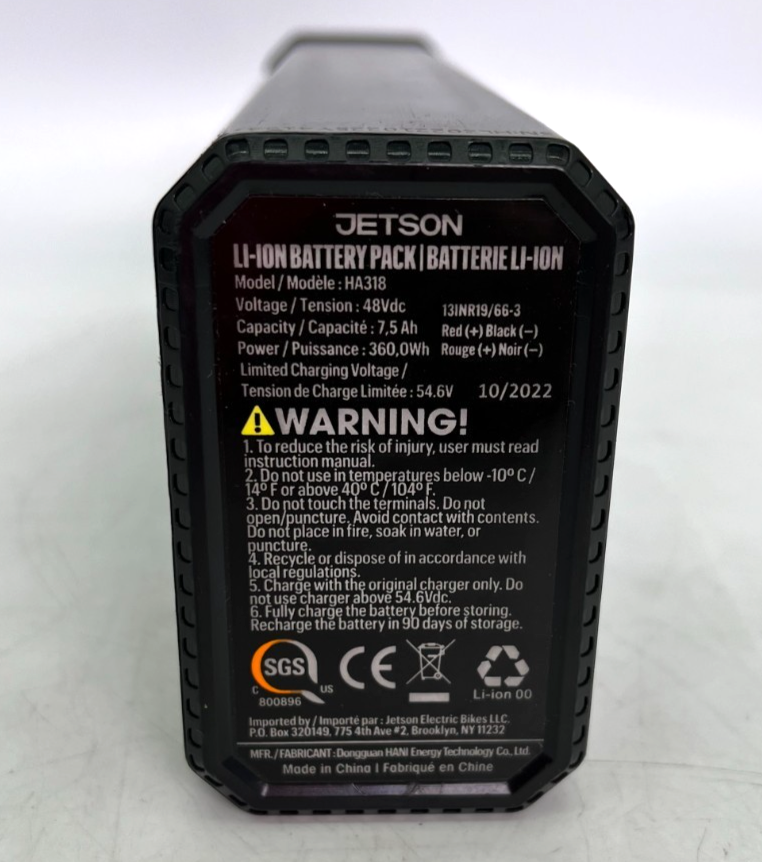 JETSON
LI-ION BATTERY PACK | BATTERIE LI-ION
Model / Modèle : HA318
Voltage / Tension : 48Vdc 13INR19/66-3
Capacity / Capacité : 7,5 Ah Red (+) Black (–)
Power / Puissance : 360,0Wh Rouge (+) Noir (–)
Limited Charging Voltage /
Tension de Charge Limitée : 54.6V 10/2022
WARNING!
1. To reduce the risk of injury, user must read
instruction manual.
2. Do not use in temperatures below -10º C /
14º F or above 40º C / 104º F.
3. Do not touch the terminals. Do not
open/puncture. Avoid contact with contents.
Do not place in fire, soak in water, or
puncture.
4. Recycle or dispose of in accordance with
local regulations.
5. Charge with the original charger only. Do
not use charger above 54.6Vdc.
6. Fully charge the battery before storing.
Recharge the battery in 90 days of storage.
SGS CE
C US
800896
Li-ion 00
Imported by / Importé par : Jetson Electric Bikes LLC.
P.O. Box 320149, 775 4th Ave #2, Brooklyn, NY 11232
MFR. / FABRICANT : Dongguan HANI Energy Technology Co., Ltd.
Made in China | Fabriqué en Chine